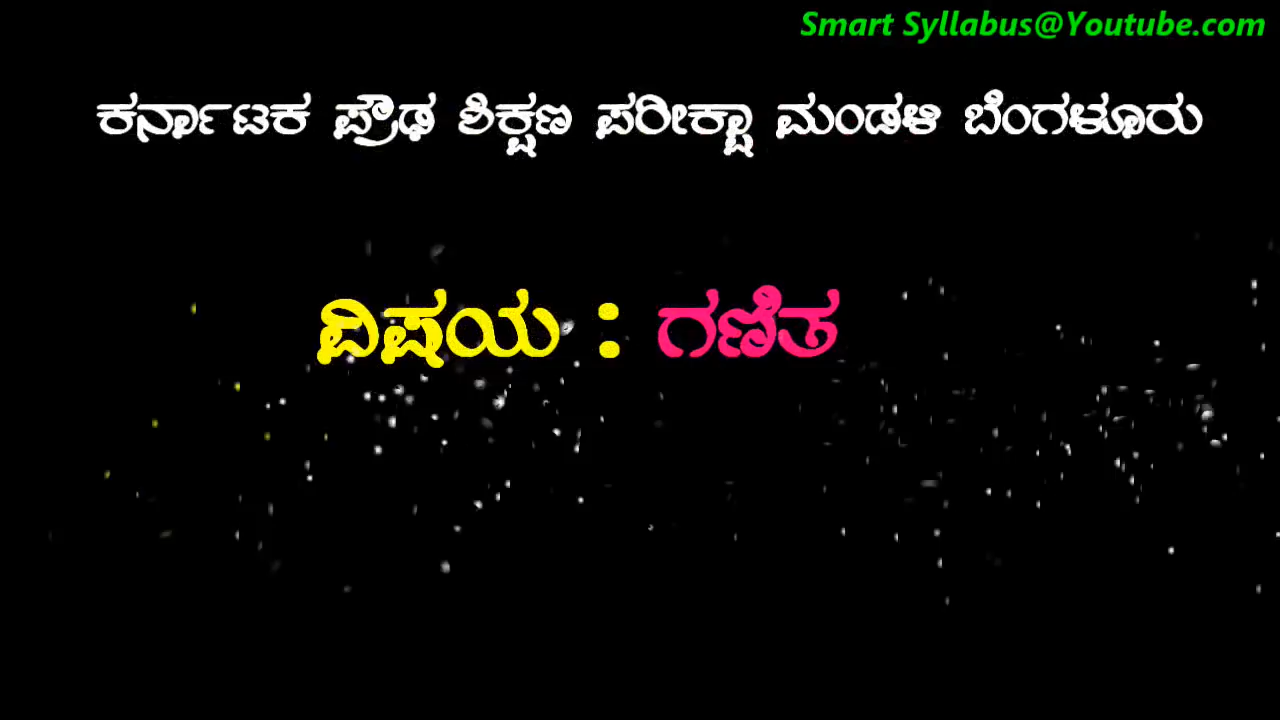 Smart Syllabus@Youtube.com
ಕರ್ನಾಟಕ ಪ್ರೌಢ ಶಿಕ್ಷಣ ಪರೀಕ್ಷಾ ಮಂಡಳಿ ಬೆಂಗಳೂರು
ವಿಷಯ : ಗಣಿತ